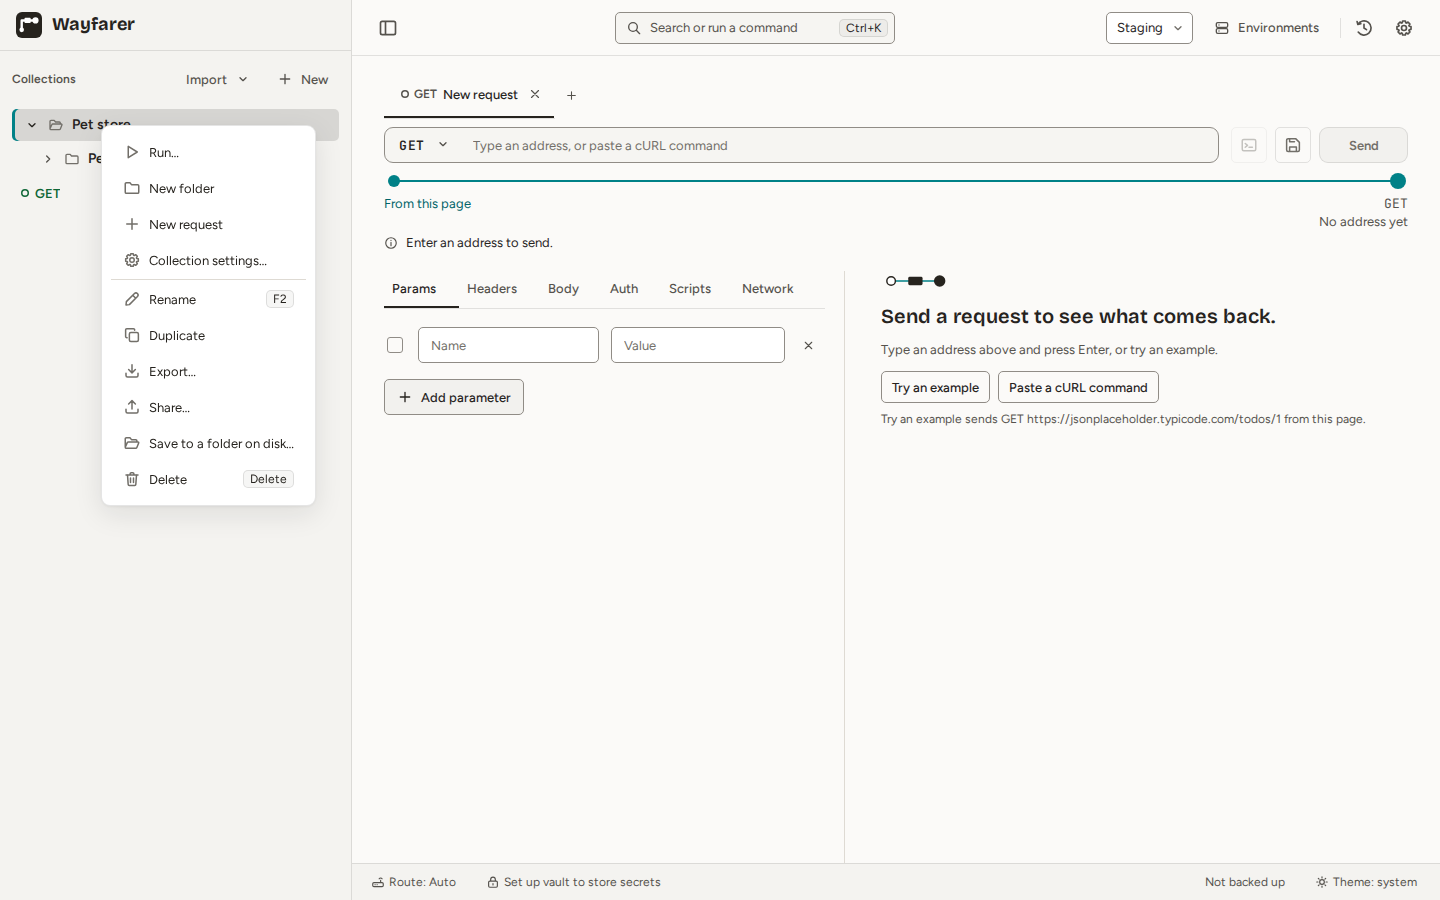 Wayfarer
Search or run a command
Ctrl+K
Staging
Environments
Collections
Import
New
Pet store
GET
Run...
New folder
New request
Collection settings...
Rename
F2
Duplicate
Export...
Share...
Save to a folder on disk...
Delete
Delete
GET New request
GET
Type an address, or paste a cURL command
Send
From this page
GET
No address yet
Enter an address to send.
Params
Headers
Body
Auth
Scripts
Network
Name
Value
Add parameter
Send a request to see what comes back.
Type an address above and press Enter, or try an example.
Try an example
Paste a cURL command
Try an example sends GET https://jsonplaceholder.typicode.com/todos/1 from this page.
Route: Auto
Set up vault to store secrets
Not backed up
Theme: system